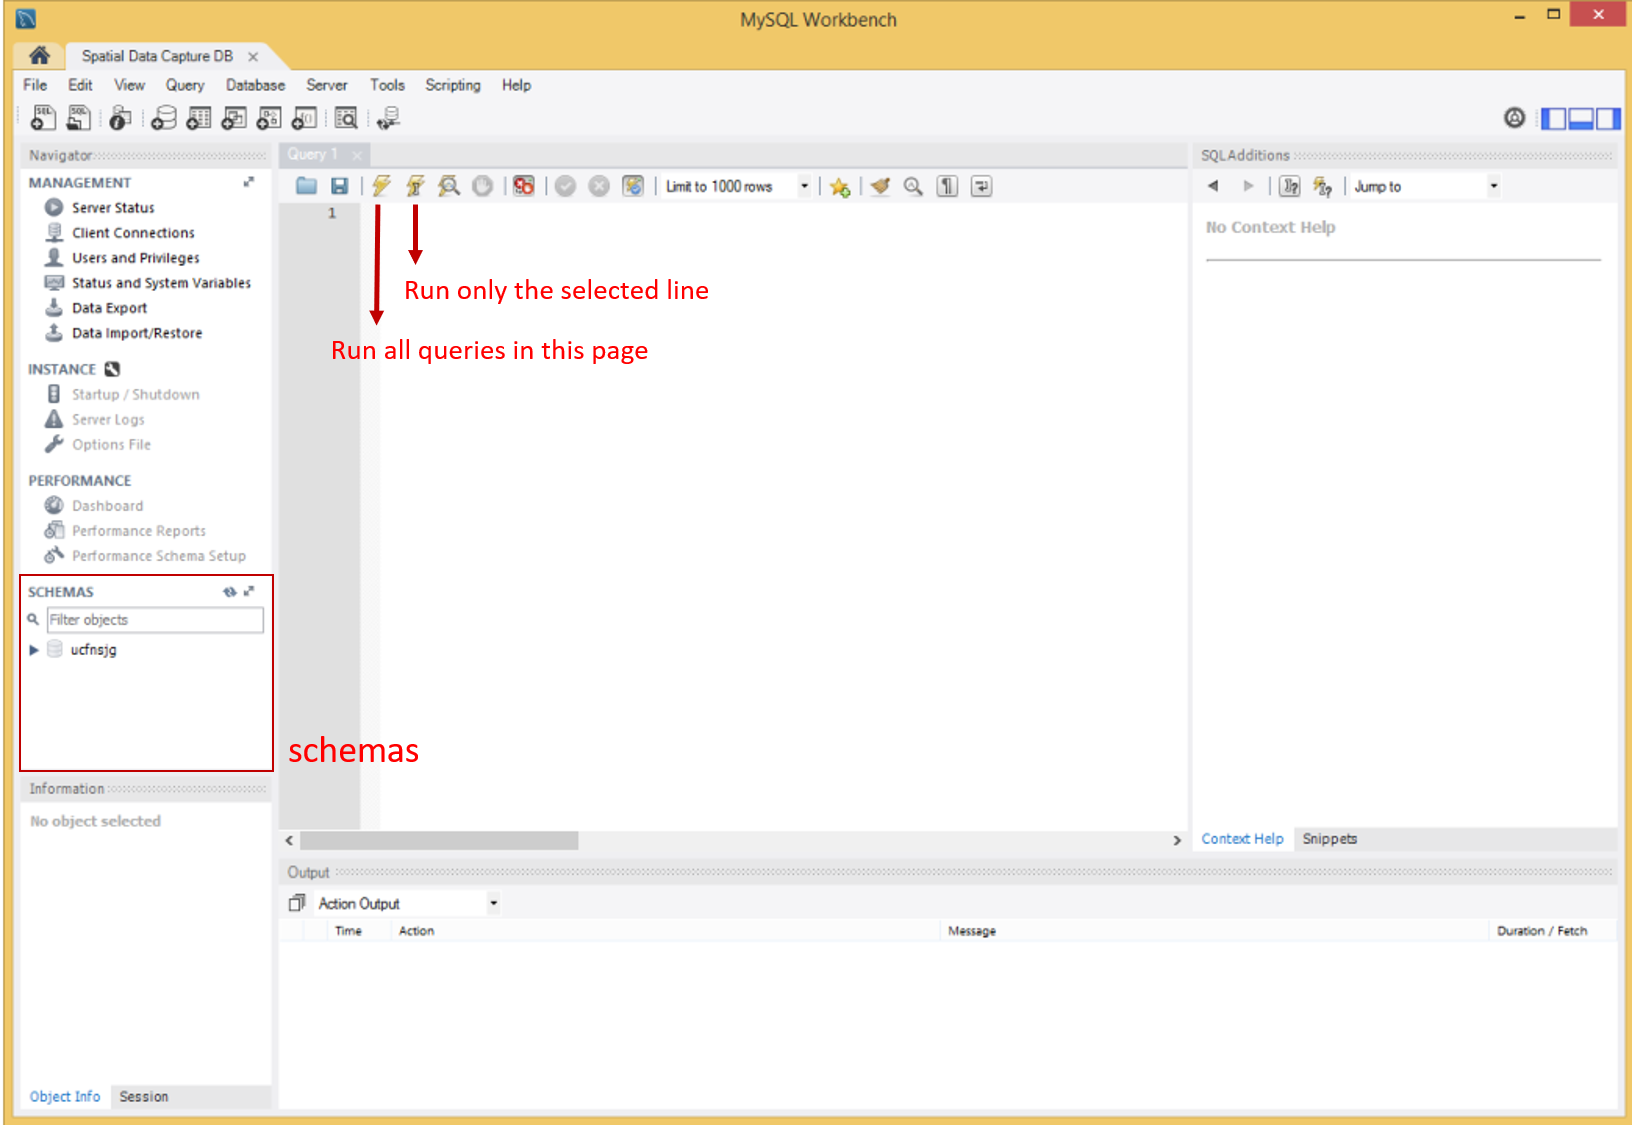 MySQL Workbench
Spatial Data Capture DB
File Edit View Query Database Server Tools Scripting Help
Navigator
MANAGEMENT
Server Status
Client Connections
Users and Privileges
Status and System Variables
Data Export
Data Import/Restore
INSTANCE
Startup / Shutdown
Server Logs
Options File
PERFORMANCE
Dashboard
Performance Reports
Performance Schema Setup
SCHEMAS
Filter objects
ucfnsjg
schemas
Information
No object selected
Object Info Session
Query 1
Limit to 1000 rows
1
Run only the selected line
Run all queries in this page
SQLAdditions
Jump to
No Context Help
Context Help Snippets
Output
Action Output
Time Action Message Duration / Fetch